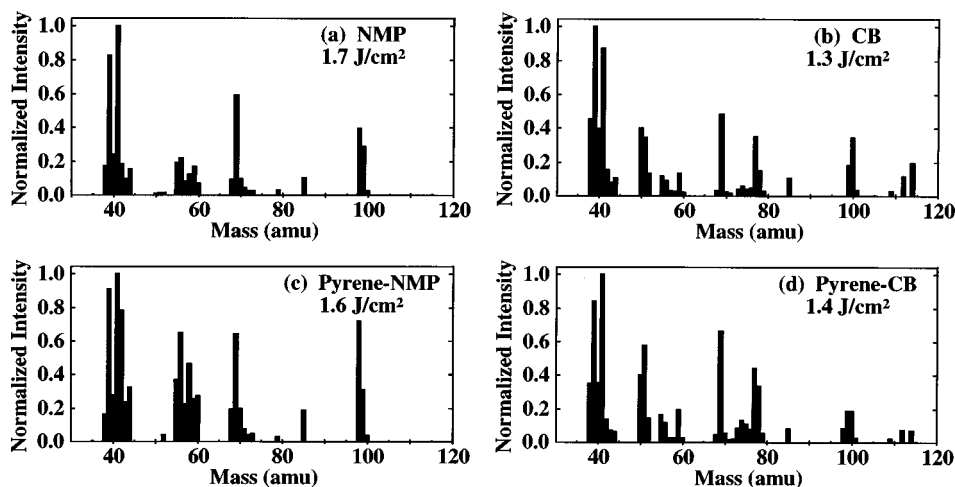 (a) NMP
1.7 J/cm²
Normalized Intensity
1.0
0.8
0.6
0.4
0.2
0.0
40 60 80 100 120
Mass (amu)
(b) CB
1.3 J/cm²
Normalized Intensity
1.0
0.8
0.6
0.4
0.2
0.0
40 60 80 100 120
Mass (amu)
(c) Pyrene-NMP
1.6 J/cm²
Normalized Intensity
1.0
0.8
0.6
0.4
0.2
0.0
40 60 80 100 120
Mass (amu)
(d) Pyrene-CB
1.4 J/cm²
Normalized Intensity
1.0
0.8
0.6
0.4
0.2
0.0
40 60 80 100 120
Mass (amu)